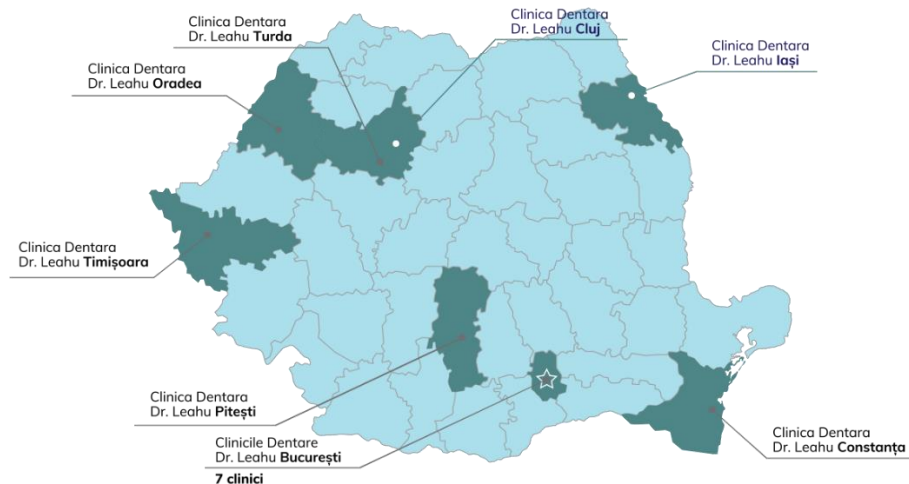 Clinica Dentara
Dr. Leahu Turda
Clinica Dentara
Dr. Leahu Cluj
Clinica Dentara
Dr. Leahu Iași
Clinica Dentara
Dr. Leahu Oradea
Clinica Dentara
Dr. Leahu Timișoara
Clinica Dentara
Dr. Leahu Pitești
Clinicile Dentare
Dr. Leahu București
7 clinici
Clinica Dentara
Dr. Leahu Constanța